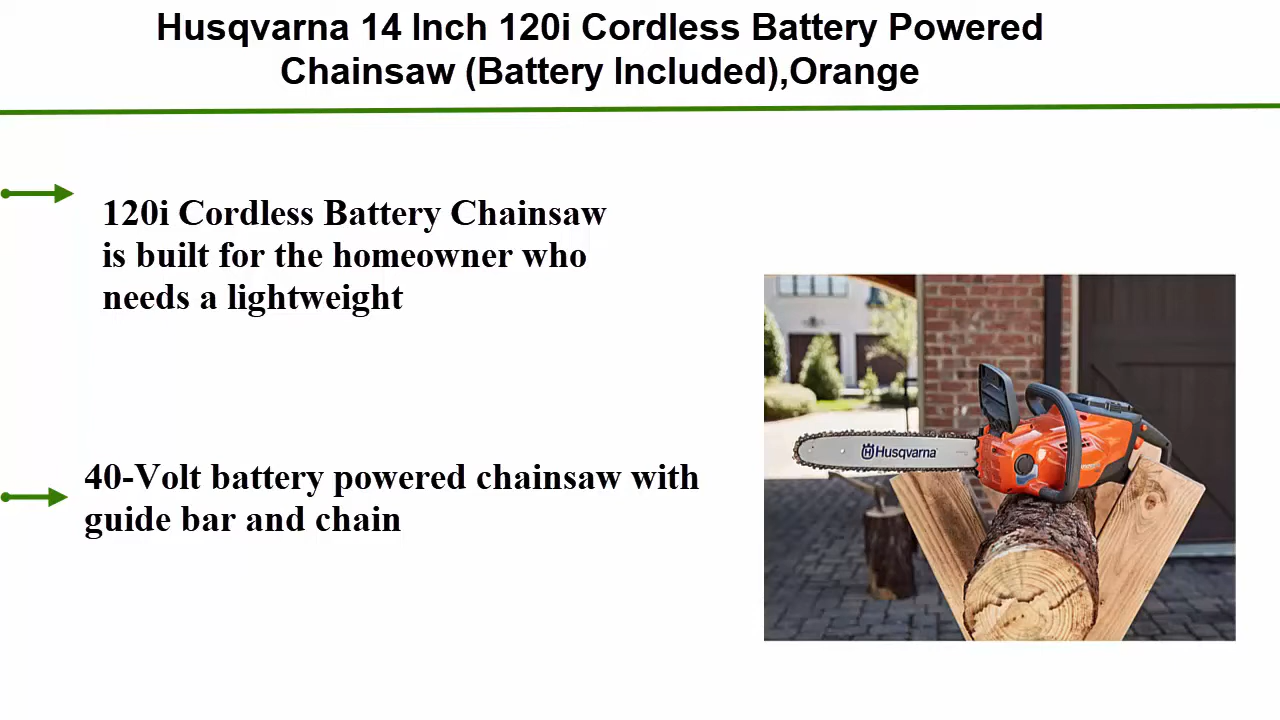 Husqvarna 14 Inch 120i Cordless Battery Powered
Chainsaw (Battery Included),Orange
120i Cordless Battery Chainsaw
is built for the homeowner who
needs a lightweight
40-Volt battery powered chainsaw with
guide bar and chain
Husqvarna